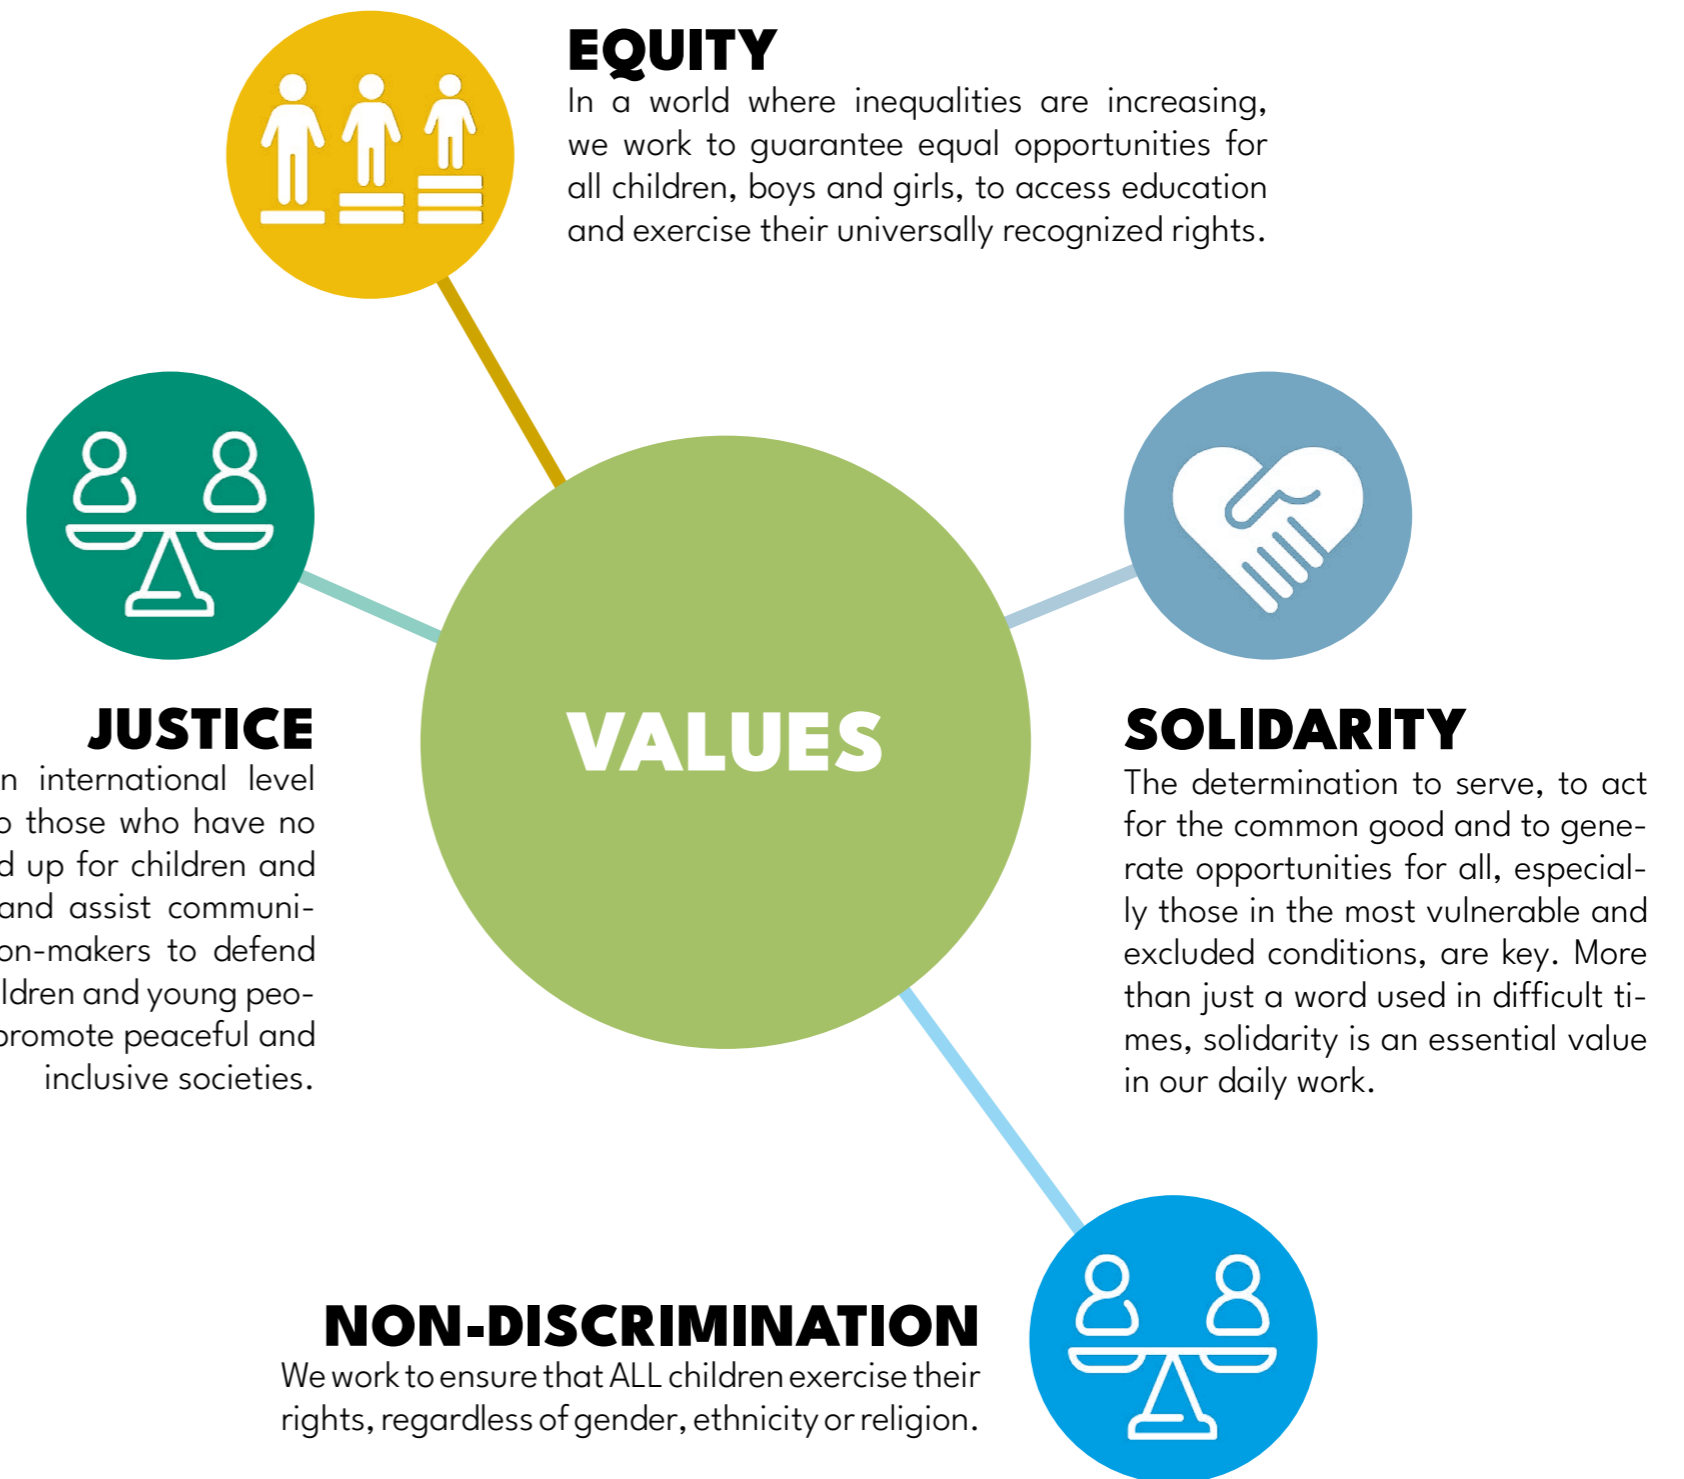 EQUITY
In a world where inequalities are increasing,
we work to guarantee equal opportunities for
all children, boys and girls, to access education
and exercise their universally recognized rights.
VALUES
JUSTICE
international level
those who have no
up for children and
and assist communi-
to defend
and young peo-
promote peaceful and
inclusive societies.
SOLIDARITY
The determination to serve, to act
for the common good and to gene-
rate opportunities for all, especial-
ly those in the most vulnerable and
excluded conditions, are key. More
than just a word used in difficult ti-
mes, solidarity is an essential value
in our daily work.
NON-DISCRIMINATION
We work to ensure that ALL children exercise their
rights, regardless of gender, ethnicity or religion.